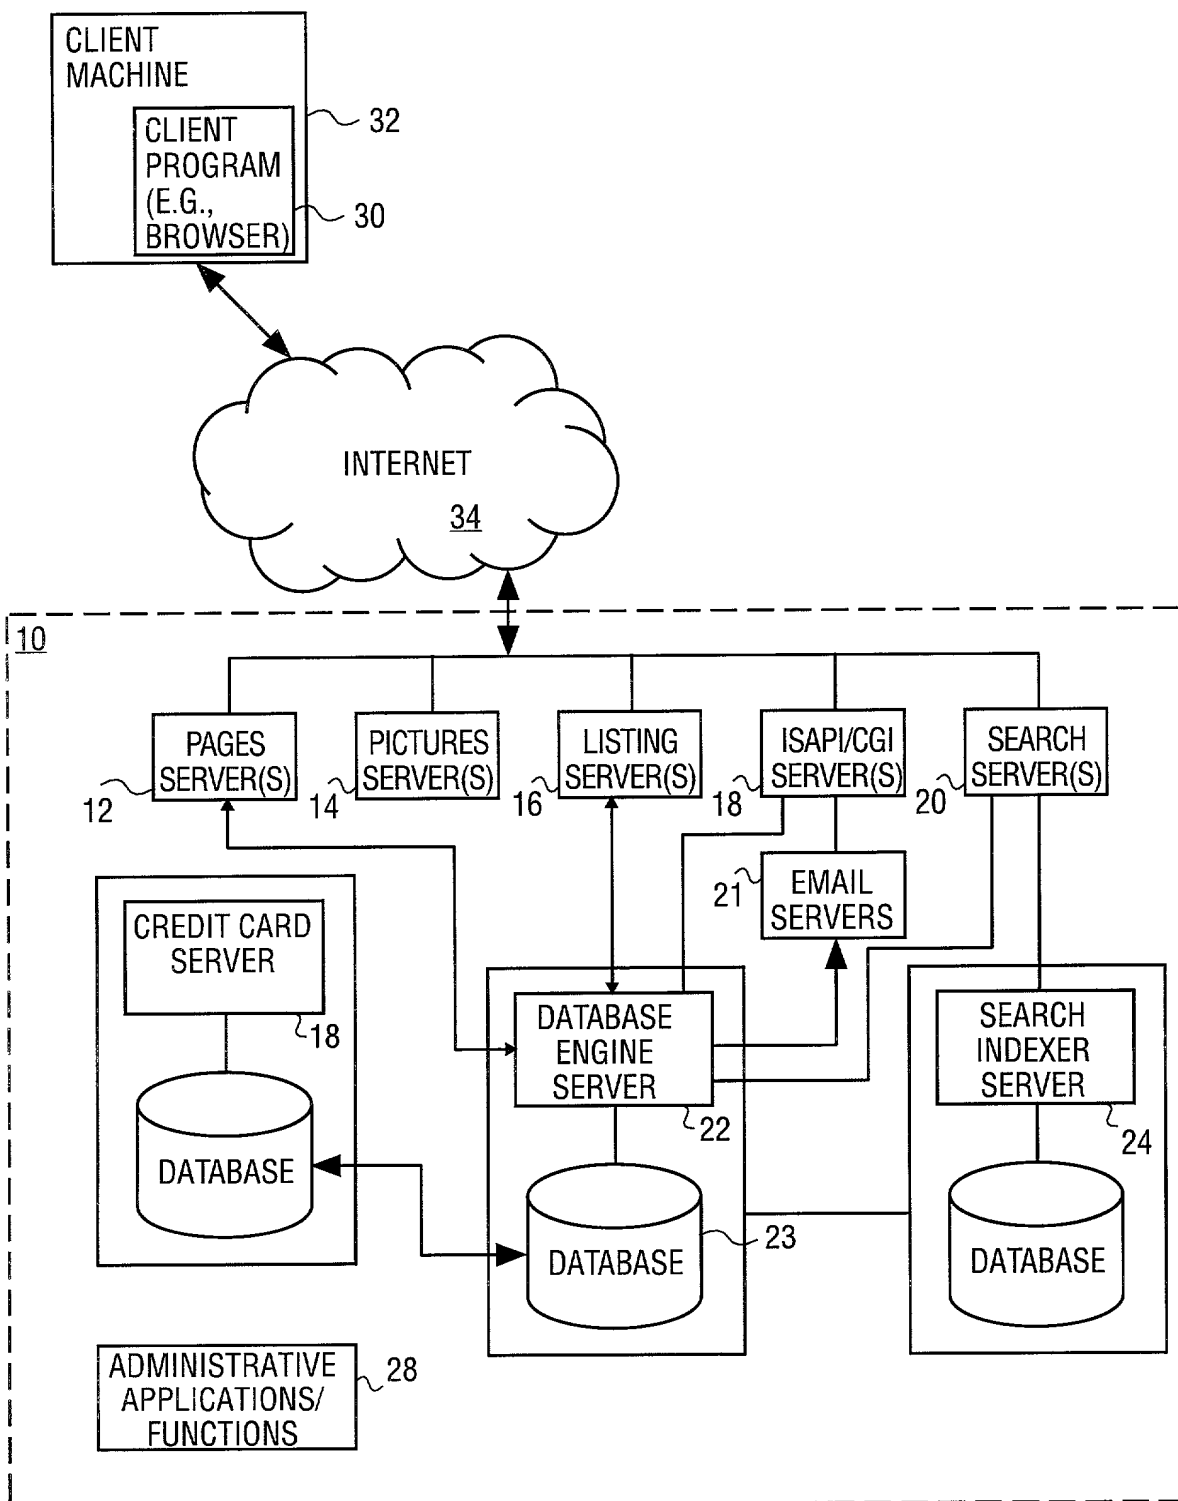 CLIENT
MACHINE
32
CLIENT
PROGRAM
(E.G.,
BROWSER)
30
INTERNET
34
10
PAGES
SERVER(S)
12
PICTURES
SERVER(S)
14
LISTING
SERVER(S)
16
ISAPI/CGI
SERVER(S)
18
SEARCH
SERVER(S)
20
EMAIL
SERVERS
21
CREDIT CARD
SERVER
18
DATABASE
DATABASE
ENGINE
SERVER
22
DATABASE
23
SEARCH
INDEXER
SERVER
24
DATABASE
ADMINISTRATIVE
APPLICATIONS/
FUNCTIONS
28